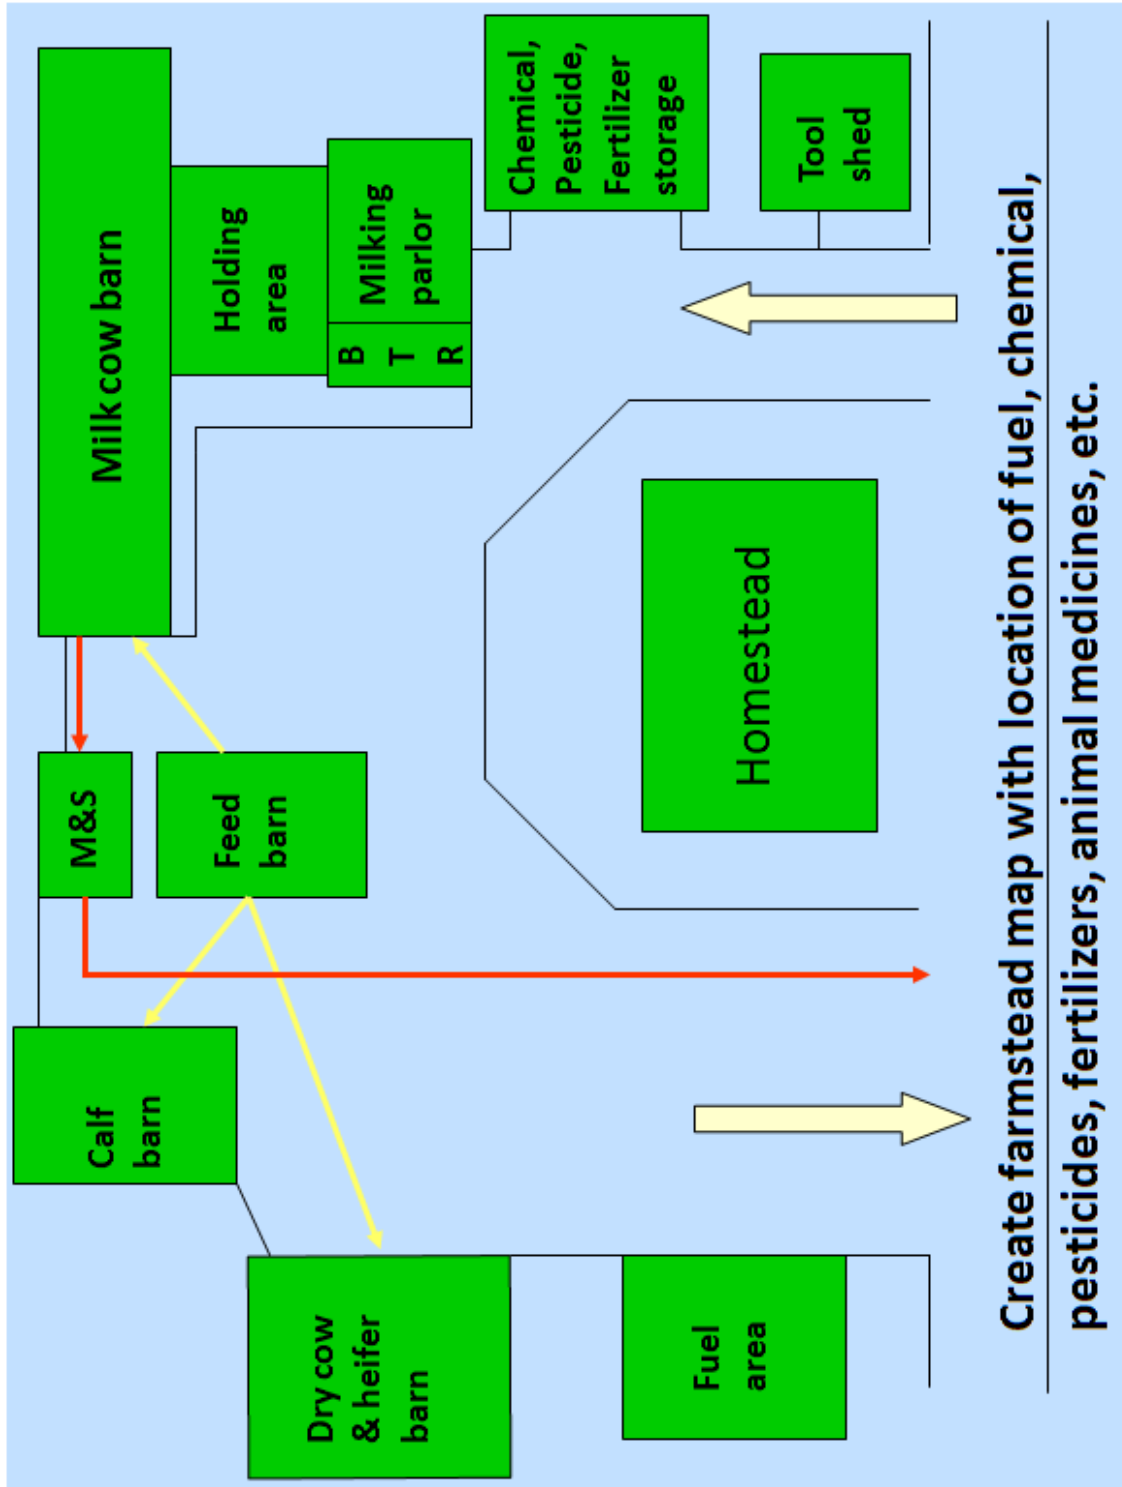 Milk cow barn
Holding
area
Milking
parlor
B
T
R
Chemical,
Pesticide,
Fertilizer
storage
Tool
shed
M&S
Feed
barn
Homestead
Calf
barn
Dry cow
& heifer
barn
Fuel
area
Create farmstead map with location of fuel, chemical,
pesticides, fertilizers, animal medicines, etc.